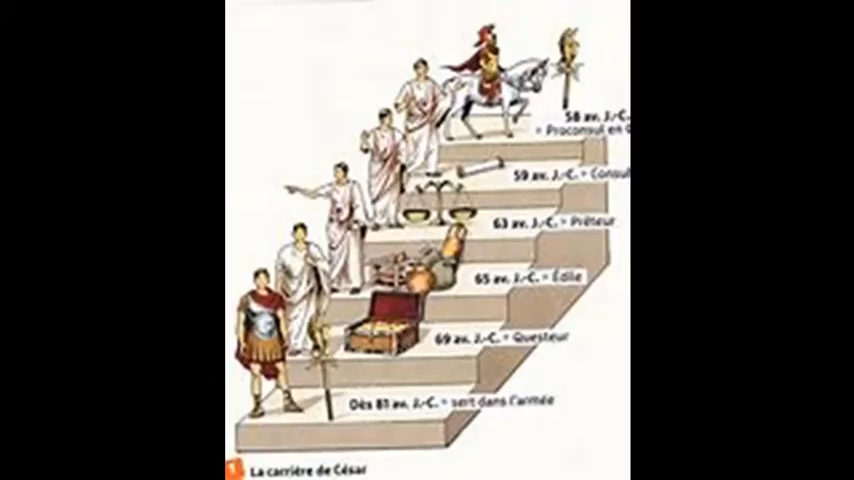 58 av. J.-C.
= Proconsul en
59 av. J.-C. = Consul
63 av. J.-C. = Préteur
65 av. J.-C. = Édile
69 av. J.-C. = Questeur
Dès 81 av. J.-C. = sert dans l'armée
1 La carrière de César